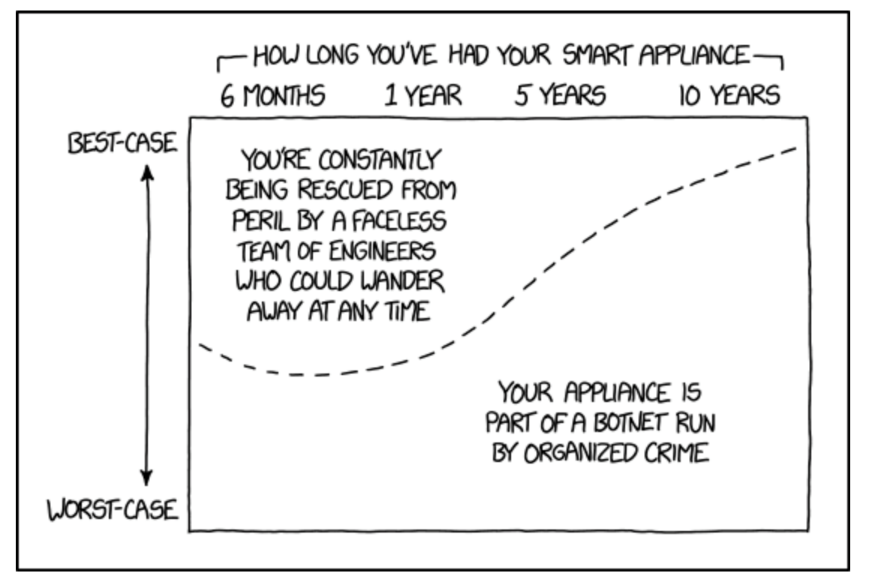 HOW LONG YOU'VE HAD YOUR SMART APPLIANCE
6 MONTHS 1 YEAR 5 YEARS 10 YEARS
BEST-CASE
YOU'RE CONSTANTLY
BEING RESCUED FROM
PERIL BY A FACELESS
TEAM OF ENGINEERS
WHO COULD WANDER
AWAY AT ANY TIME
YOUR APPLIANCE IS
PART OF A BOTNET RUN
BY ORGANIZED CRIME
WORST-CASE